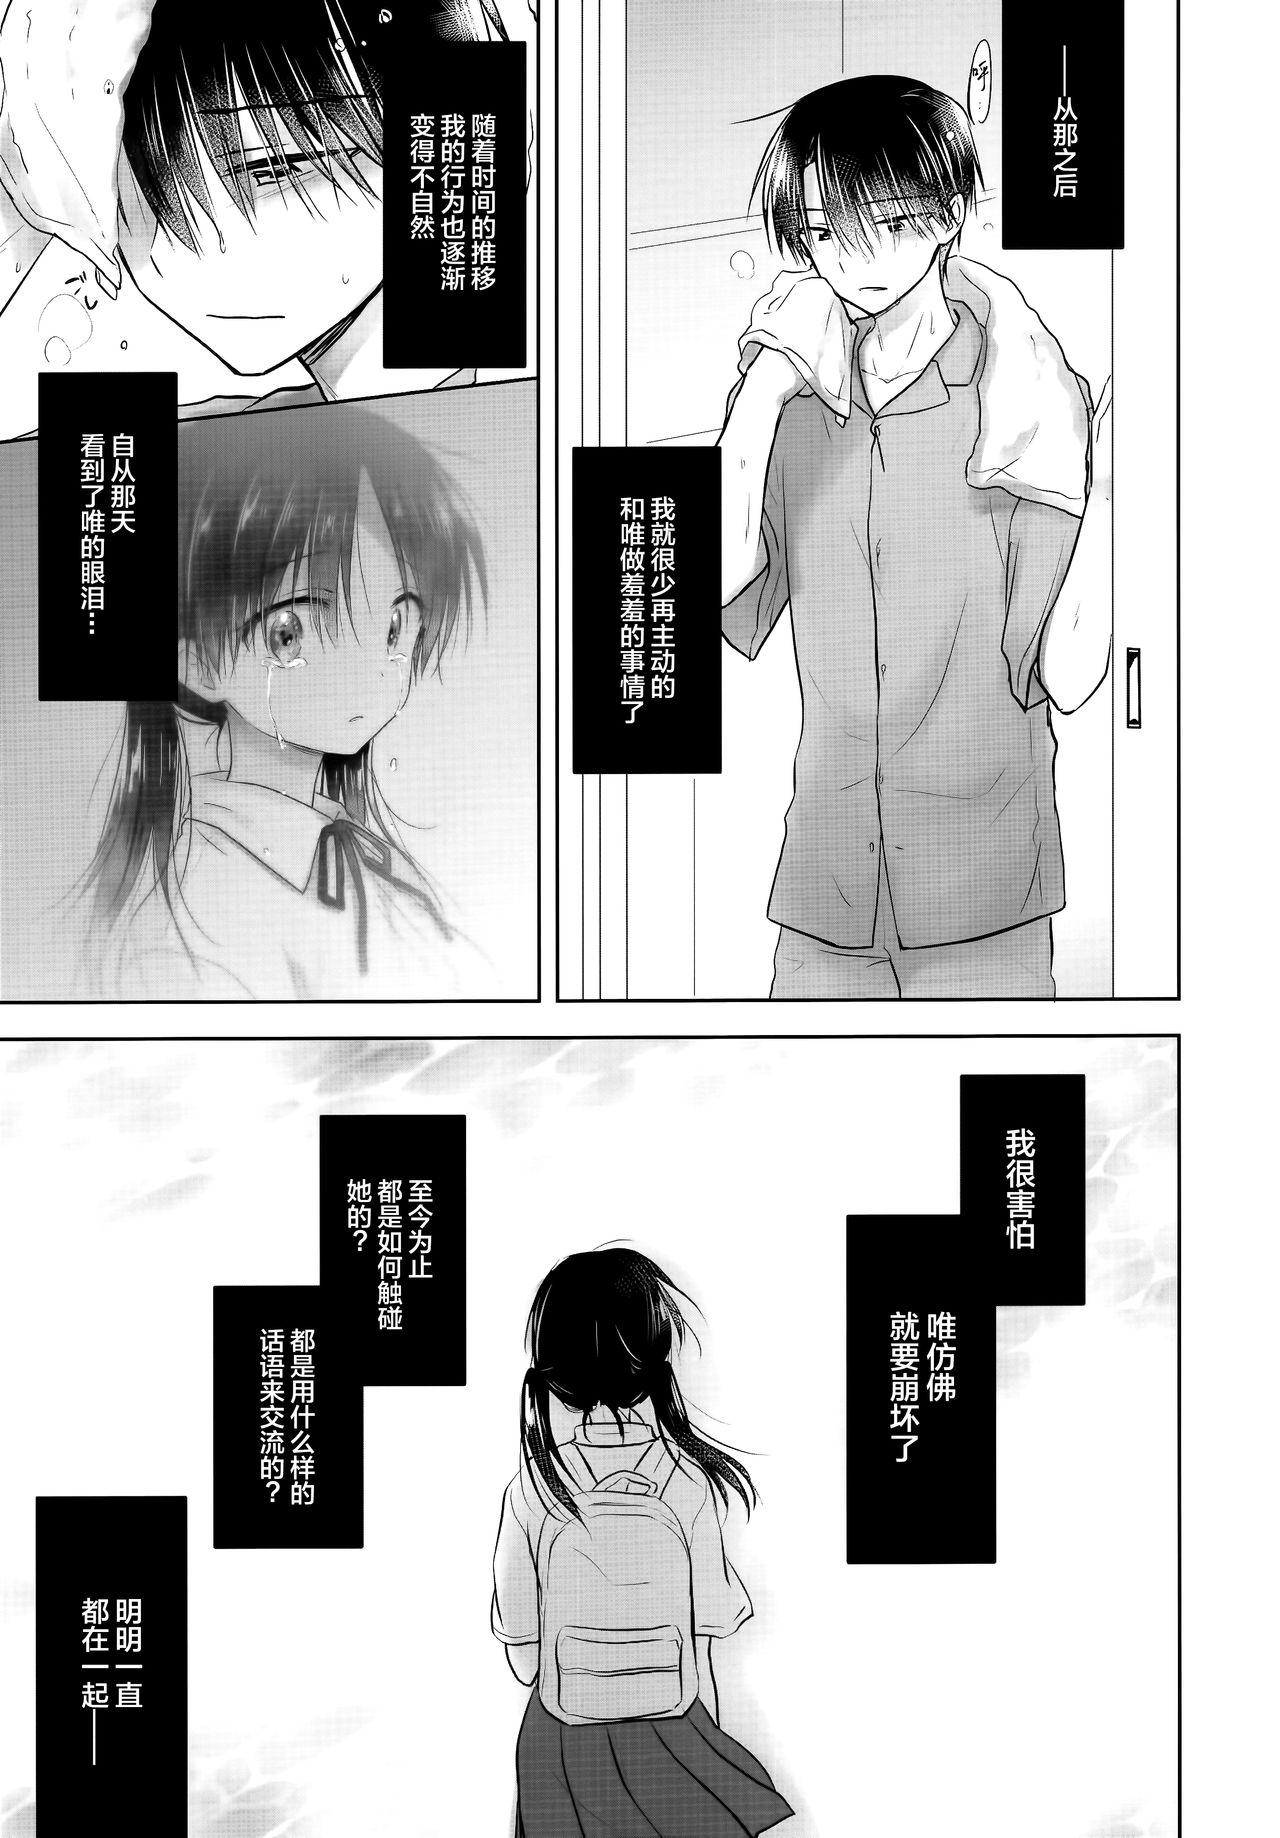 ——从那之后
呼
我就很少再主动的
和唯做羞羞的事情了
随着时间的推移
我的行为也逐渐
变得不自然
自从那天
看到了唯的眼泪…
我很害怕
唯仿佛
就要崩坏了
至今为止
都是如何触碰
她的？
都是用什么样的
话语来交流的？
明明一直
都在一起——